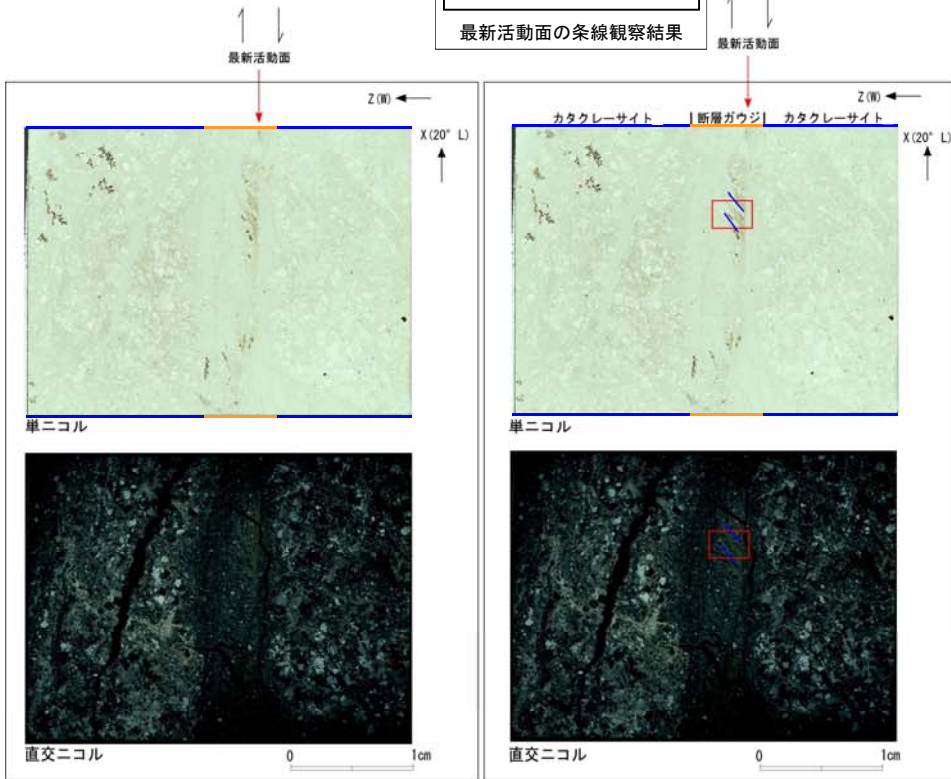 最新活動面の条線観察結果
最新活動面
Z(W)
X(20° L)
単ニコル
直交ニコル
0 1cm
最新活動面
Z(W)
カタクレーサイト 断層ガウジ カタクレーサイト
X(20° L)
単ニコル
直交ニコル
0 1cm